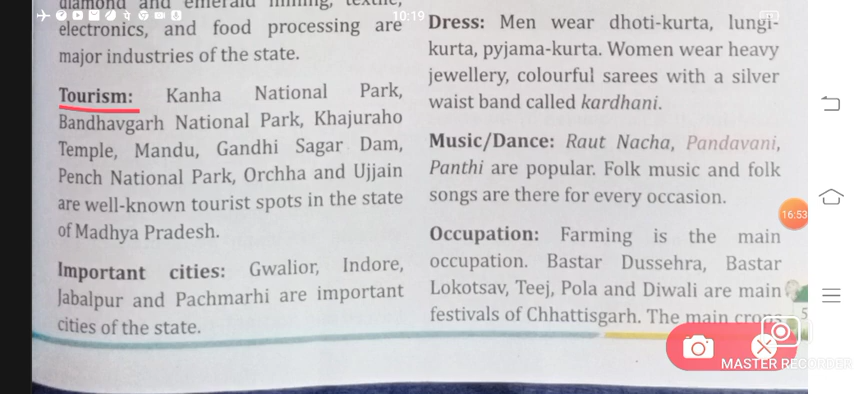 diamond and emerald mining, textile,
electronics, and food processing are
major industries of the state.
Tourism: Kanha National Park,
Bandhavgarh National Park, Khajuraho
Temple, Mandu, Gandhi Sagar Dam,
Pench National Park, Orchha and Ujjain
are well-known tourist spots in the state
of Madhya Pradesh.
Important cities: Gwalior, Indore,
Jabalpur and Pachmarhi are important
cities of the state.
Dress: Men wear dhoti-kurta, lungi-
kurta, pyjama-kurta. Women wear heavy
jewellery, colourful sarees with a silver
waist band called kardhani.
Music/Dance: Raut Nacha, Pandavani,
Panthi are popular. Folk music and folk
songs are there for every occasion.
Occupation: Farming is the main
occupation. Bastar Dussehra, Bastar
Lokotsav, Teej, Pola and Diwali are main
festivals of Chhattisgarh. The main crops
10:19
16:53
5
MASTER RECORDER